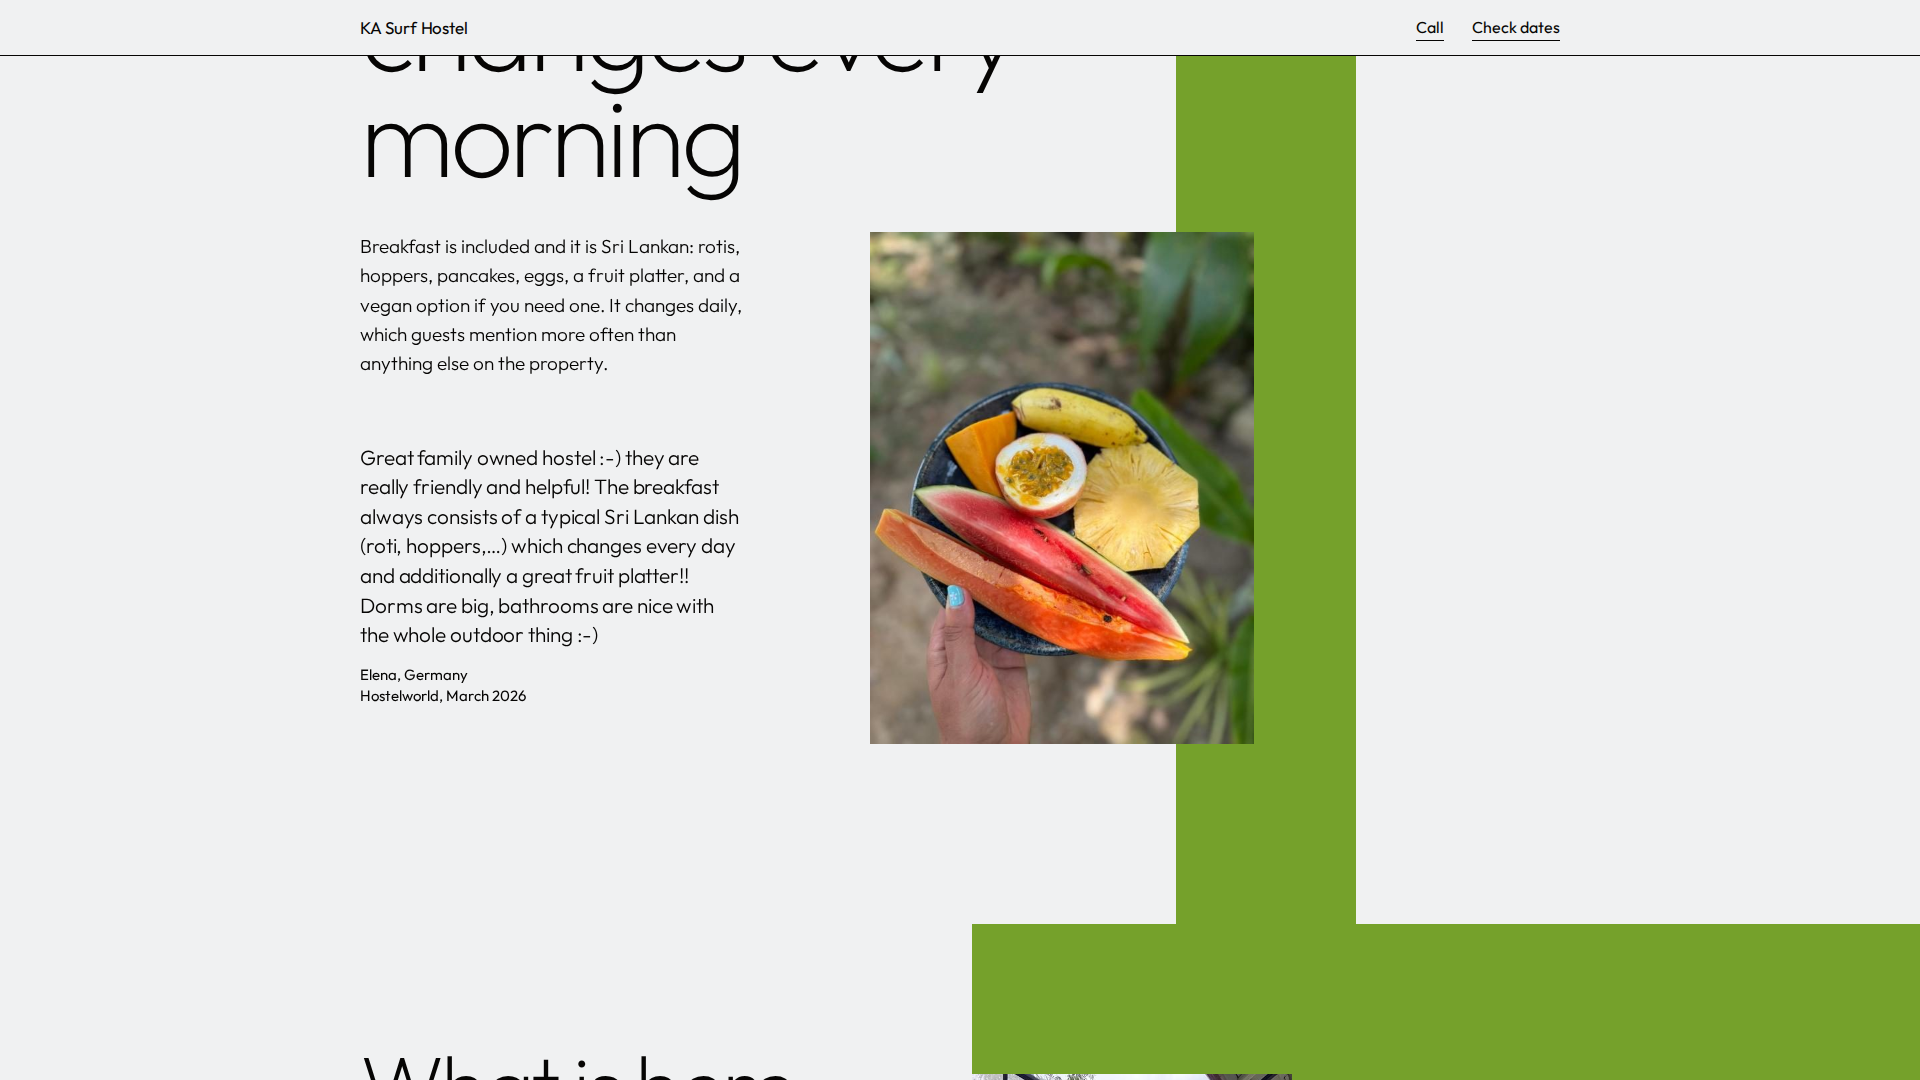 KA Surf Hostel
Call
Check dates
changes every
morning
Breakfast is included and it is Sri Lankan: rotis,
hoppers, pancakes, eggs, a fruit platter, and a
vegan option if you need one. It changes daily,
which guests mention more often than
anything else on the property.
Great family owned hostel :-) they are
really friendly and helpful! The breakfast
always consists of a typical Sri Lankan dish
(roti, hoppers,...) which changes every day
and additionally a great fruit platter!!
Dorms are big, bathrooms are nice with
the whole outdoor thing :-)
Elena, Germany
Hostelworld, March 2026
What is here